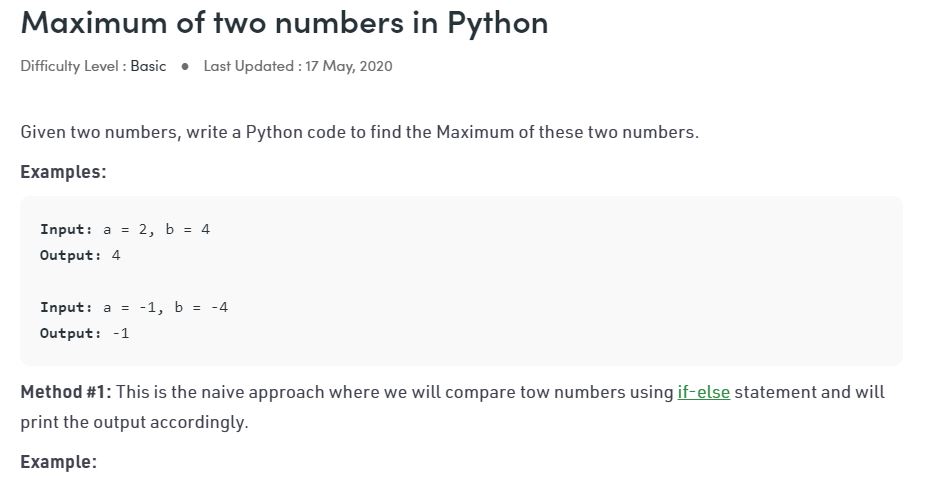 Maximum of two numbers in Python
Difficulty Level : Basic ● Last Updated : 17 May, 2020
Given two numbers, write a Python code to find the Maximum of these two numbers.
Examples:
Input: a = 2, b = 4
Output: 4
Input: a = -1, b = -4
Output: -1
Method #1: This is the naive approach where we will compare tow numbers using if-else statement and will
print the output accordingly.
Example: